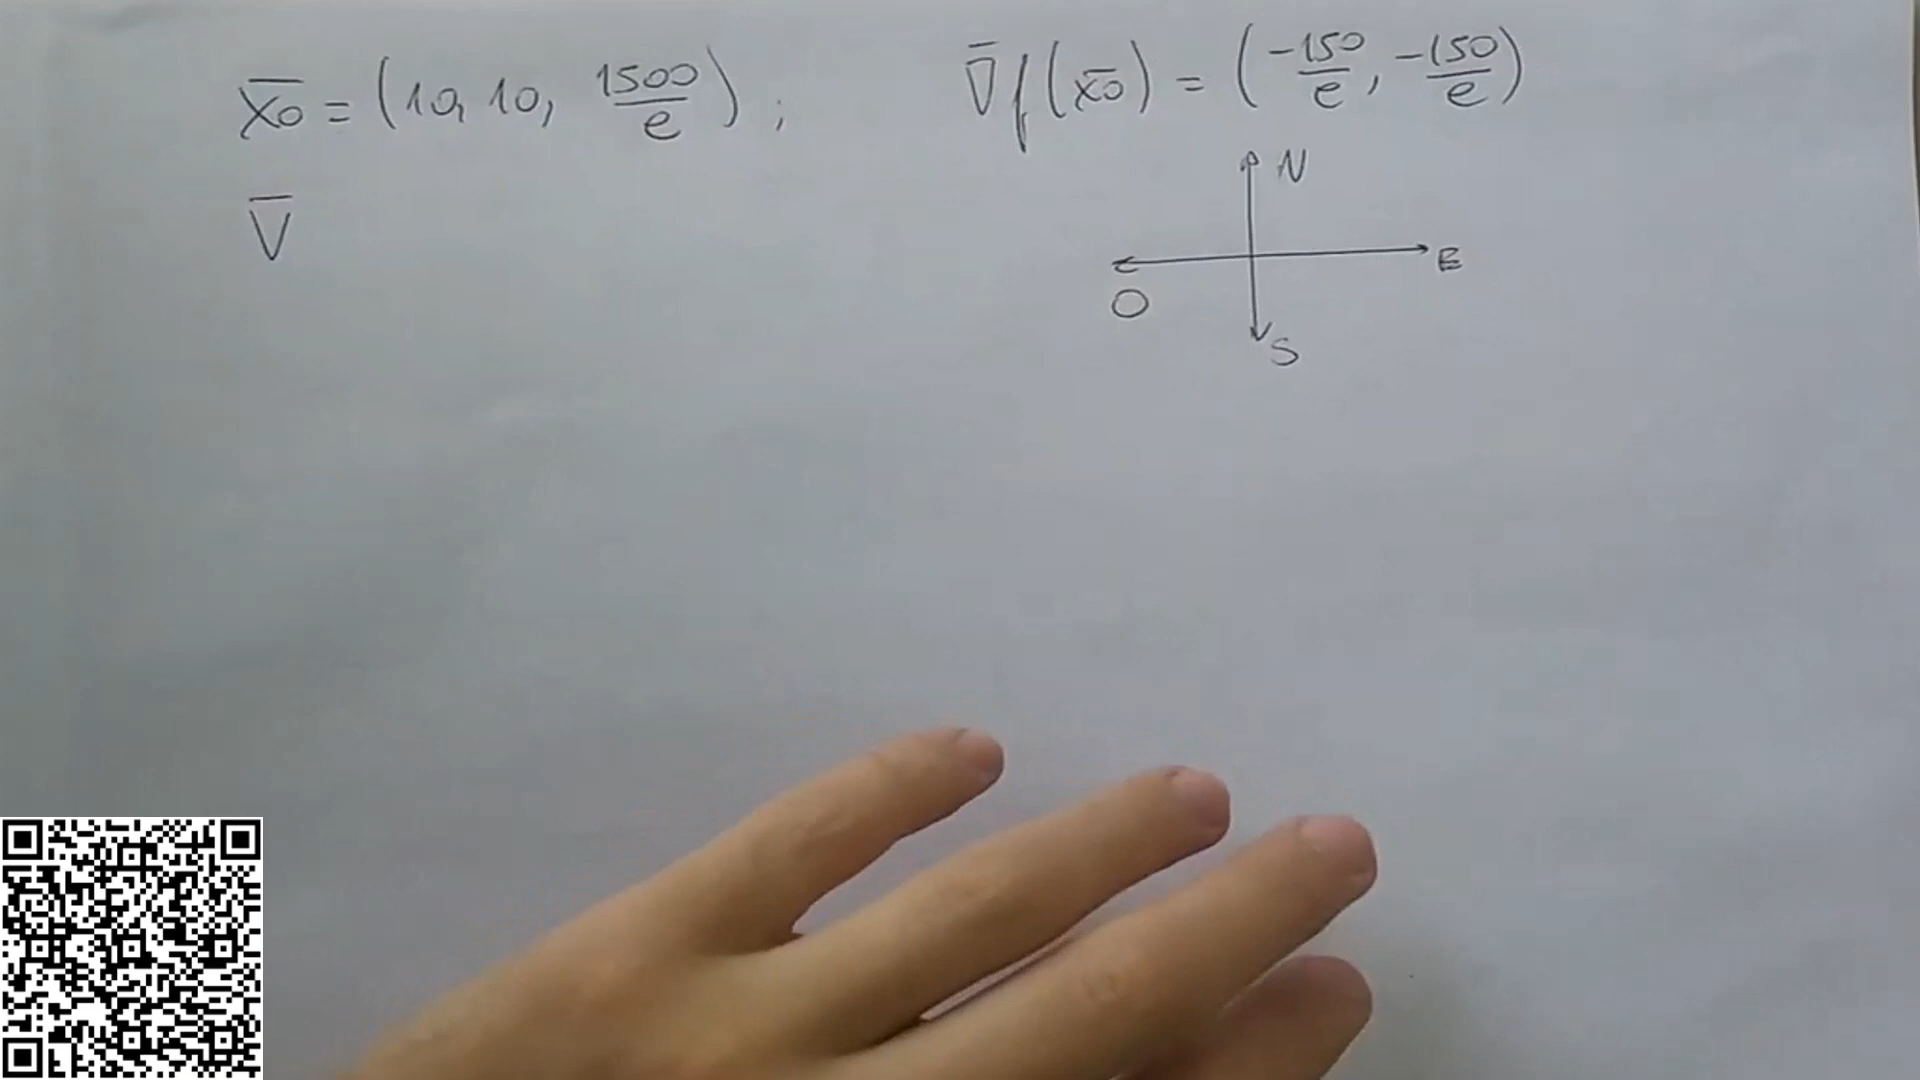 x̄₀ = (10, 10, 1500/e) ; ∇̄f(x̄₀) = (-150/e, -150/e)
V̄
N
O E
S